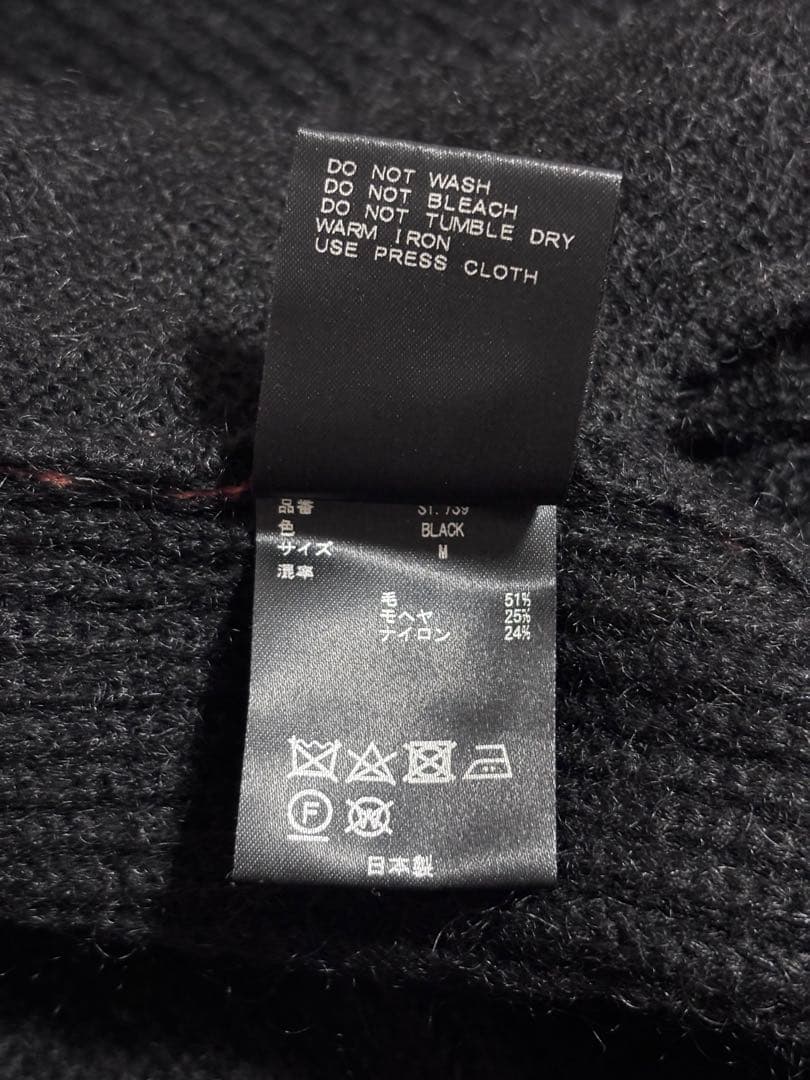 DO NOT WASH
DO NOT BLEACH
DO NOT TUMBLE DRY
WARM IRON
USE PRESS CLOTH
品番
色 BLACK
サイズ M
混率
毛 51%
モヘヤ 25%
ナイロン 24%
F W
日本製